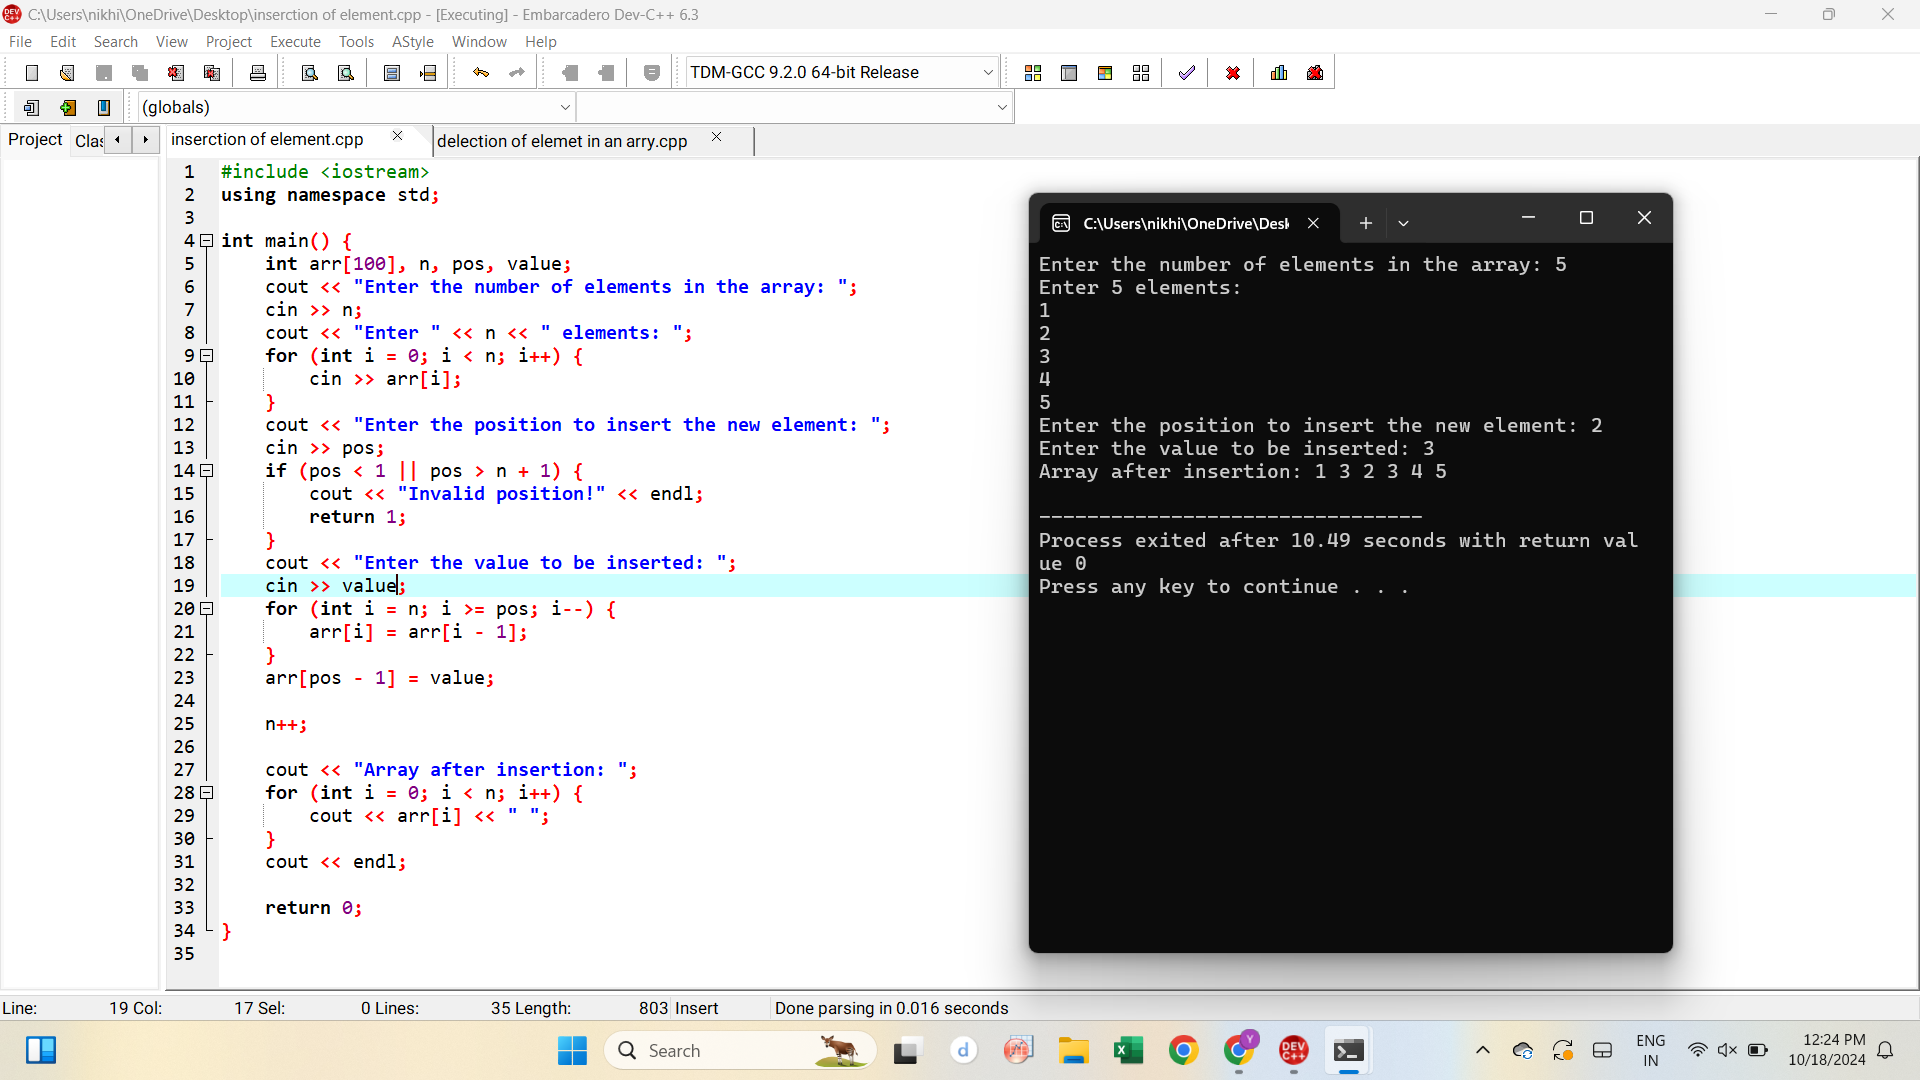 C:\Users\nikhi\OneDrive\Desktop\inserction of element.cpp - [Executing] - Embarcadero Dev-C++ 6.3
File Edit Search View Project Execute Tools AStyle Window Help
TDM-GCC 9.2.0 64-bit Release
(globals)
Project Clas inserction of element.cpp delection of elemet in an arry.cpp
1 #include <iostream>
2 using namespace std;
3
4 int main() {
5 int arr[100], n, pos, value;
6 cout << "Enter the number of elements in the array: ";
7 cin >> n;
8 cout << "Enter " << n << " elements: ";
9 for (int i = 0; i < n; i++) {
10 cin >> arr[i];
11 }
12 cout << "Enter the position to insert the new element: ";
13 cin >> pos;
14 if (pos < 1 || pos > n + 1) {
15 cout << "Invalid position!" << endl;
16 return 1;
17 }
18 cout << "Enter the value to be inserted: ";
19 cin >> value;
20 for (int i = n; i >= pos; i--) {
21 arr[i] = arr[i - 1];
22 }
23 arr[pos - 1] = value;
24
25 n++;
26
27 cout << "Array after insertion: ";
28 for (int i = 0; i < n; i++) {
29 cout << arr[i] << " ";
30 }
31 cout << endl;
32
33 return 0;
34 }
35
C:\Users\nikhi\OneDrive\Desk
Enter the number of elements in the array: 5
Enter 5 elements:
1
2
3
4
5
Enter the position to insert the new element: 2
Enter the value to be inserted: 3
Array after insertion: 1 3 2 3 4 5
--------------------------------
Process exited after 10.49 seconds with return val
ue 0
Press any key to continue . . .
Line: 19 Col: 17 Sel: 0 Lines: 35 Length: 803 Insert Done parsing in 0.016 seconds
Search
d
Y
DEV C++
ENG
IN
12:24 PM
10/18/2024